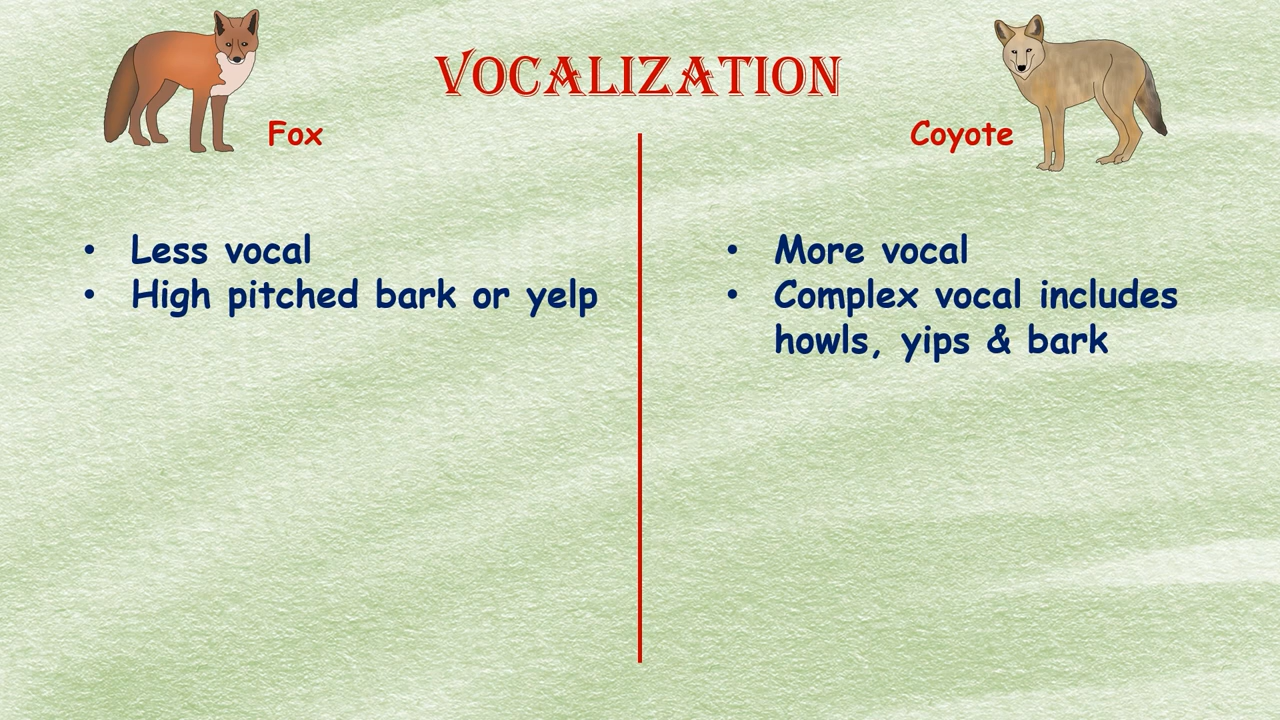 VOCALIZATION
Fox
Coyote
• Less vocal
• High pitched bark or yelp
• More vocal
• Complex vocal includes
howls, yips & bark